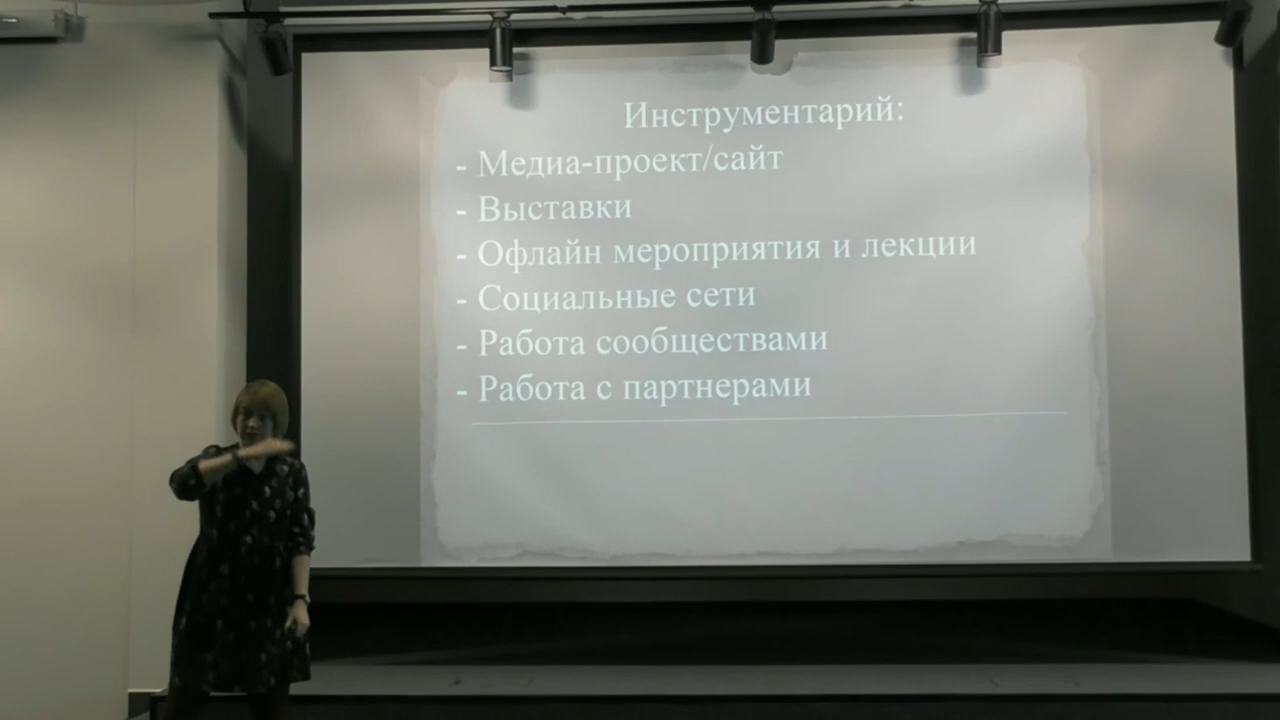 Инструментарий:
- Медиа-проект/сайт
- Выставки
- Офлайн мероприятия и лекции
- Социальные сети
- Работа сообществами
- Работа с партнерами